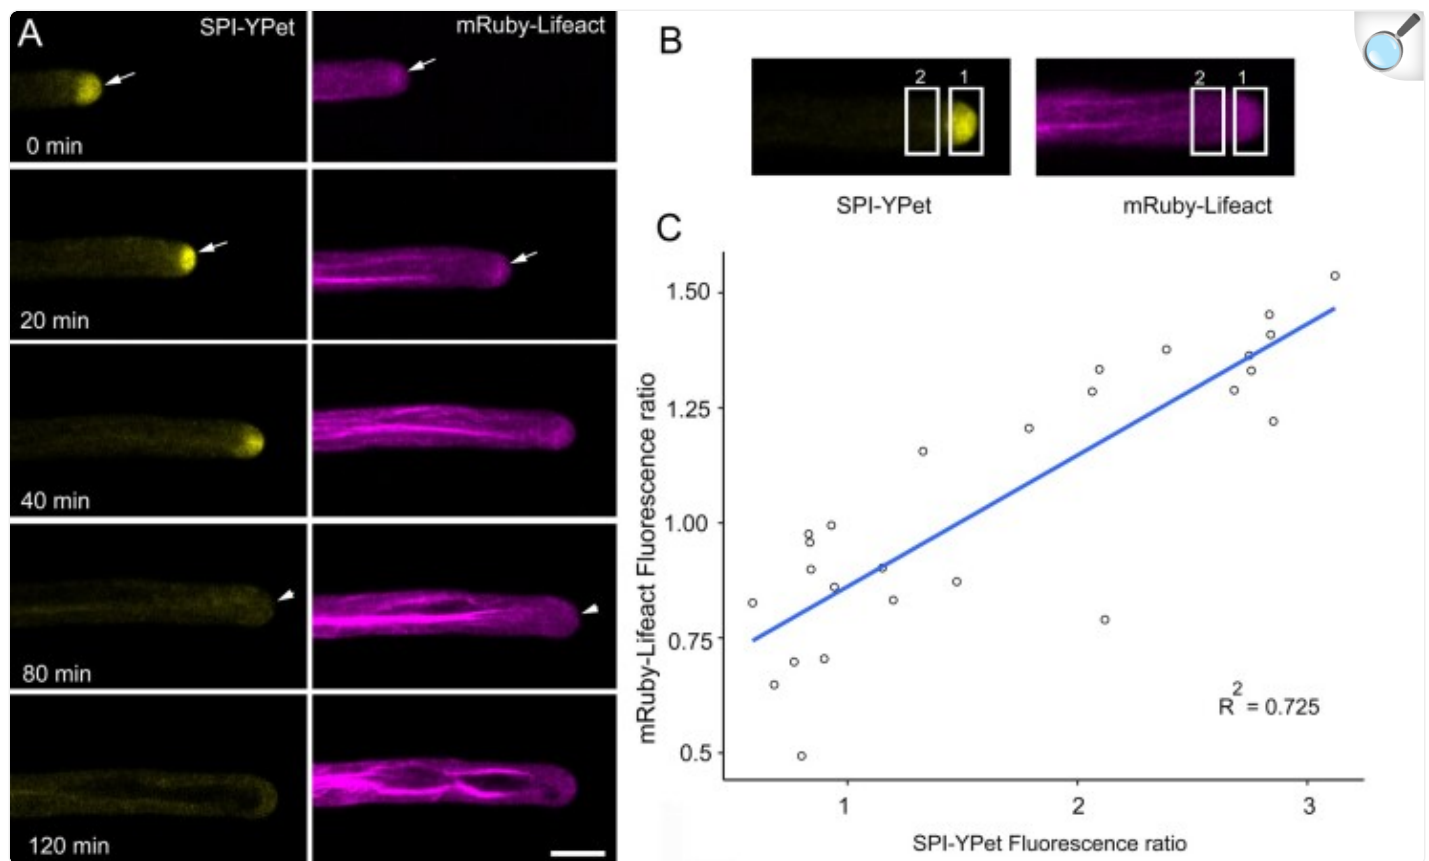 A
SPI-YPet
mRuby-Lifeact
0 min
20 min
40 min
80 min
120 min
B
2 1
2 1
SPI-YPet
mRuby-Lifeact
C
mRuby-Lifeact Fluorescence ratio
1.50
1.25
1.00
0.75
0.5
R2 = 0.725
1 2 3
SPI-YPet Fluorescence ratio